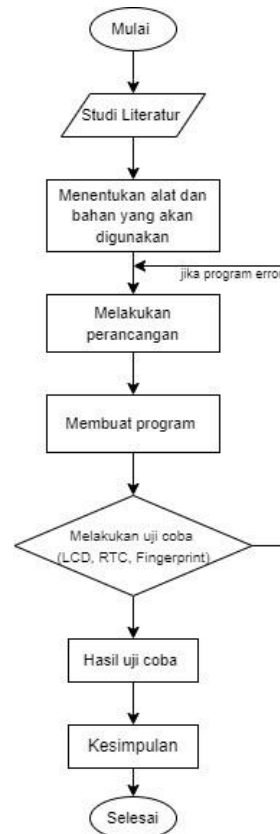 Mulai
Studi Literatur
Menentukan alat dan
bahan yang akan
digunakan
jika program error
Melakukan
perancangan
Membuat program
Melakukan uji coba
(LCD, RTC, Fingerprint)
Hasil uji coba
Kesimpulan
Selesai